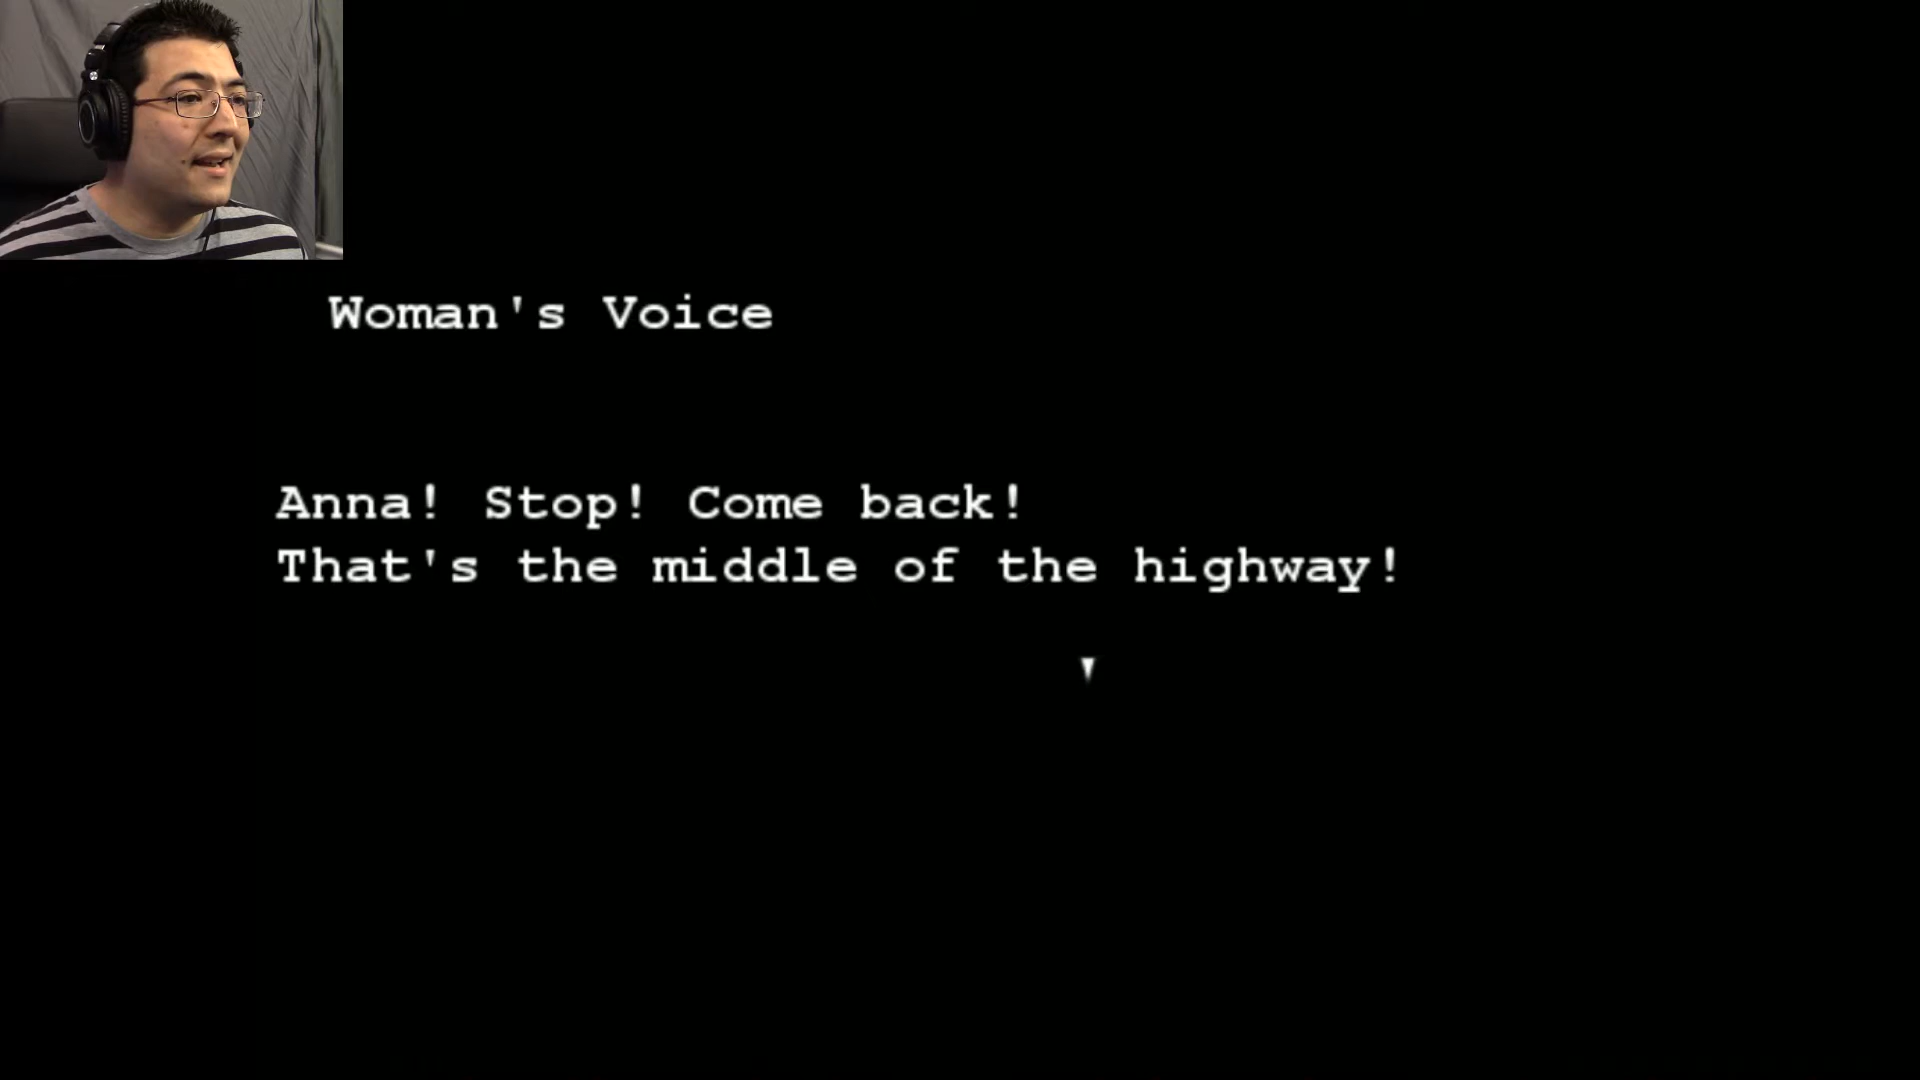 Woman's Voice
Anna! Stop! Come back!
That's the middle of the highway!